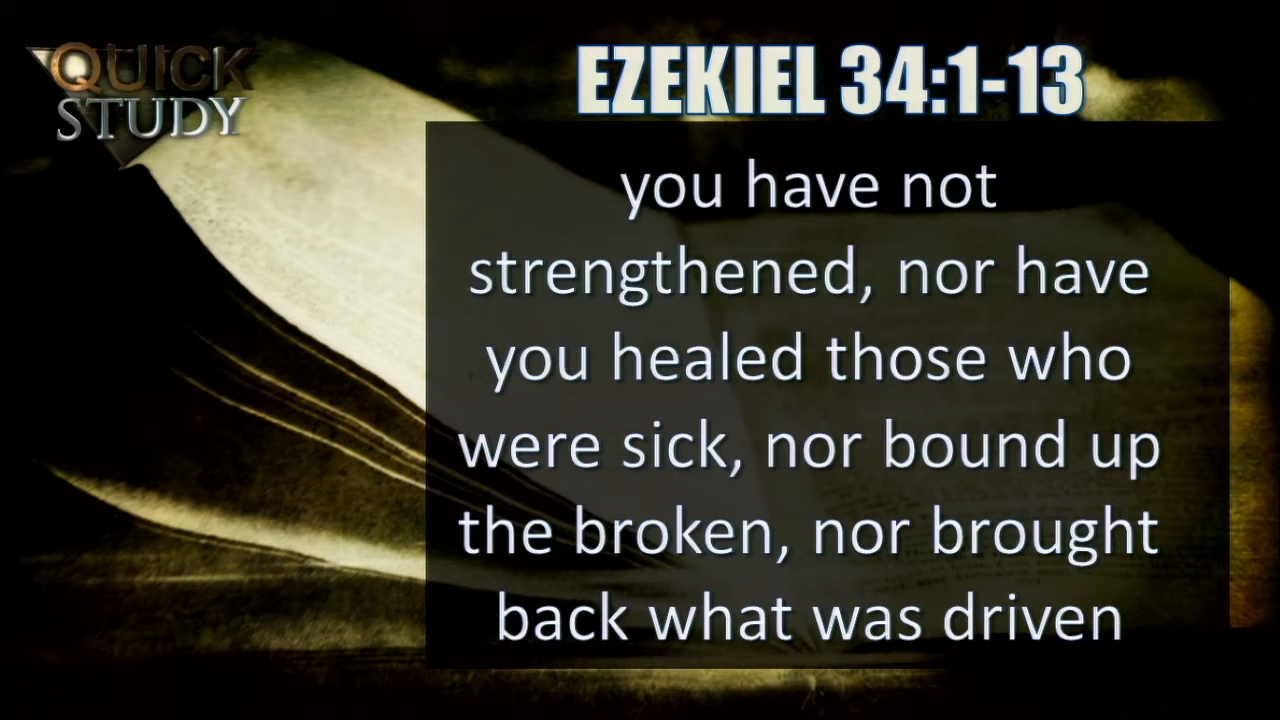 QUICK
STUDY
EZEKIEL 34:1-13
you have not
strengthened, nor have
you healed those who
were sick, nor bound up
the broken, nor brought
back what was driven